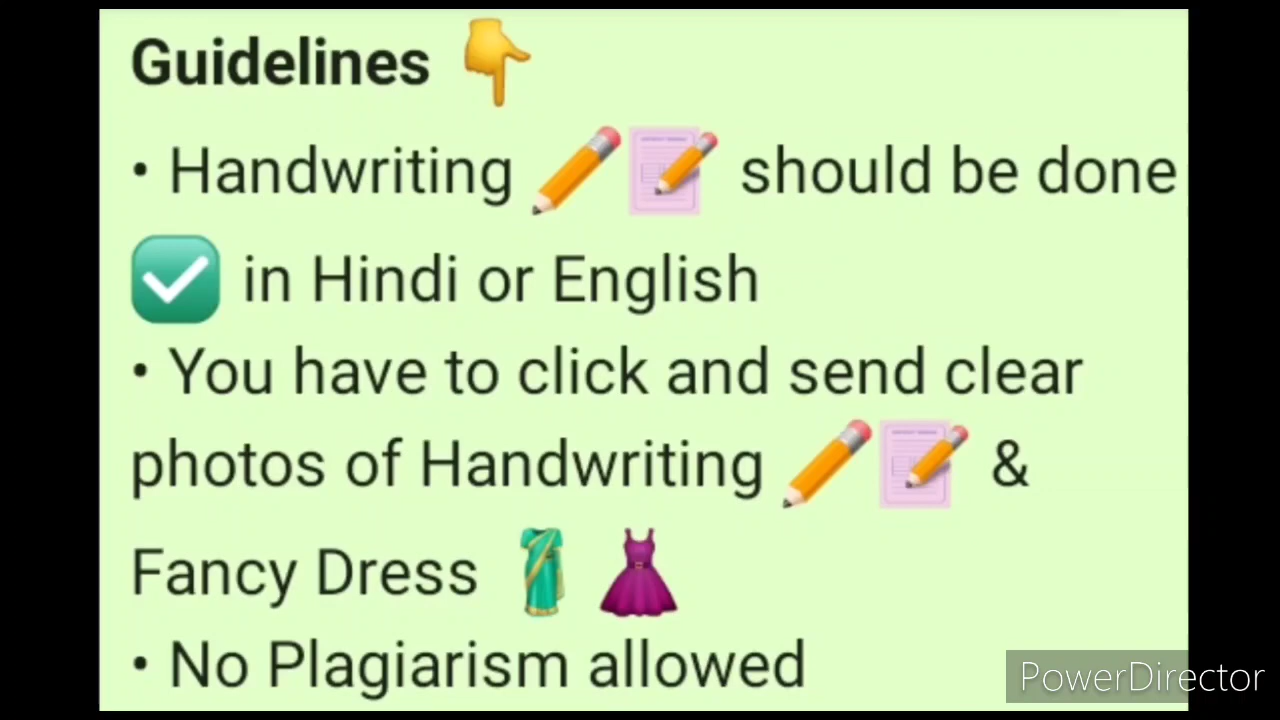 Guidelines 👇
• Handwriting ✏️📝 should be done
✅ in Hindi or English
• You have to click and send clear
photos of Handwriting ✏️📝 &
Fancy Dress 🥻👗
• No Plagiarism allowed
PowerDirector